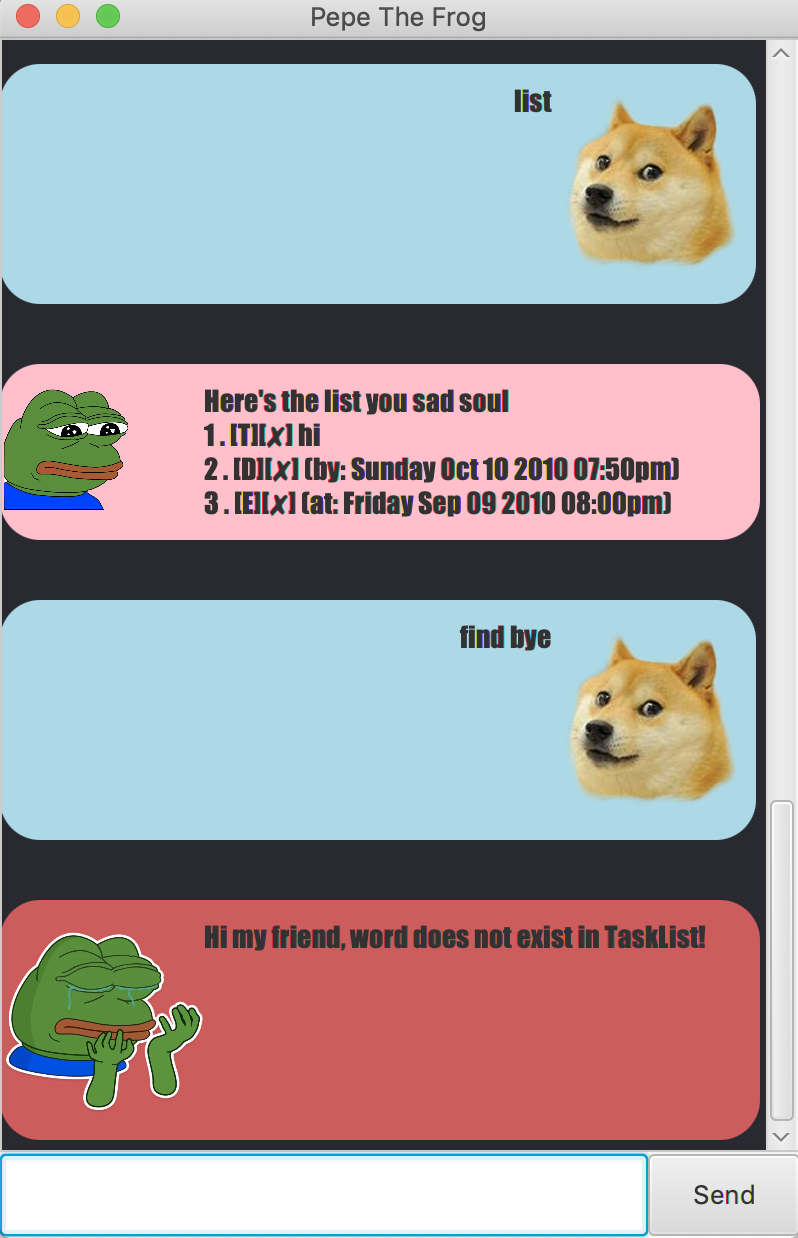 Pepe The Frog
list
Here's the list you sad soul
1 . [T][✗] hi
2 . [D][✗] (by: Sunday Oct 10 2010 07:50pm)
3 . [E][✗] (at: Friday Sep 09 2010 08:00pm)
find bye
Hi my friend, word does not exist in TaskList!
Send